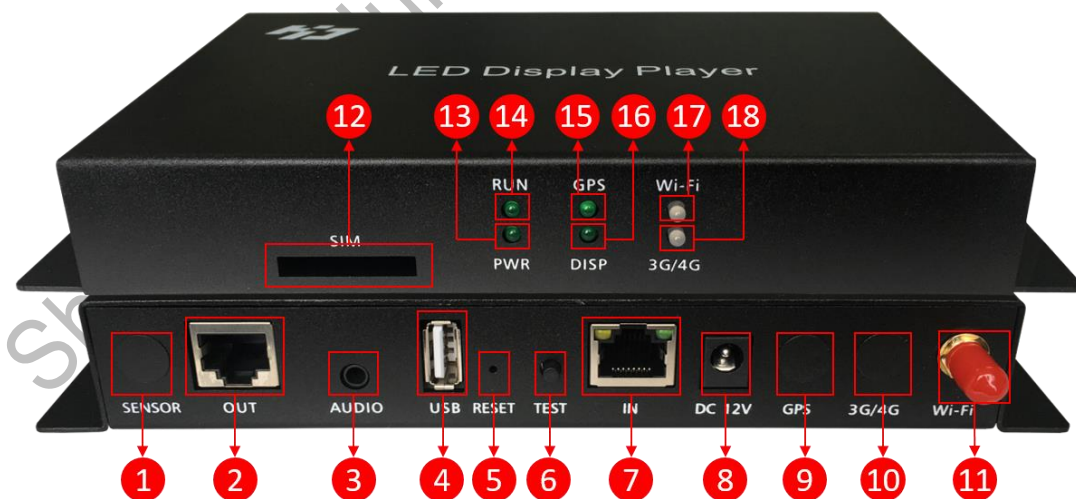 LED Display Player
12 13 14 15 16 17 18
RUN GPS Wi-Fi
SIM
PWR DISP 3G/4G
SENSOR OUT AUDIO USB RESET TEST IN DC 12V GPS 3G/4G Wi-Fi
1 2 3 4 5 6 7 8 9 10 11